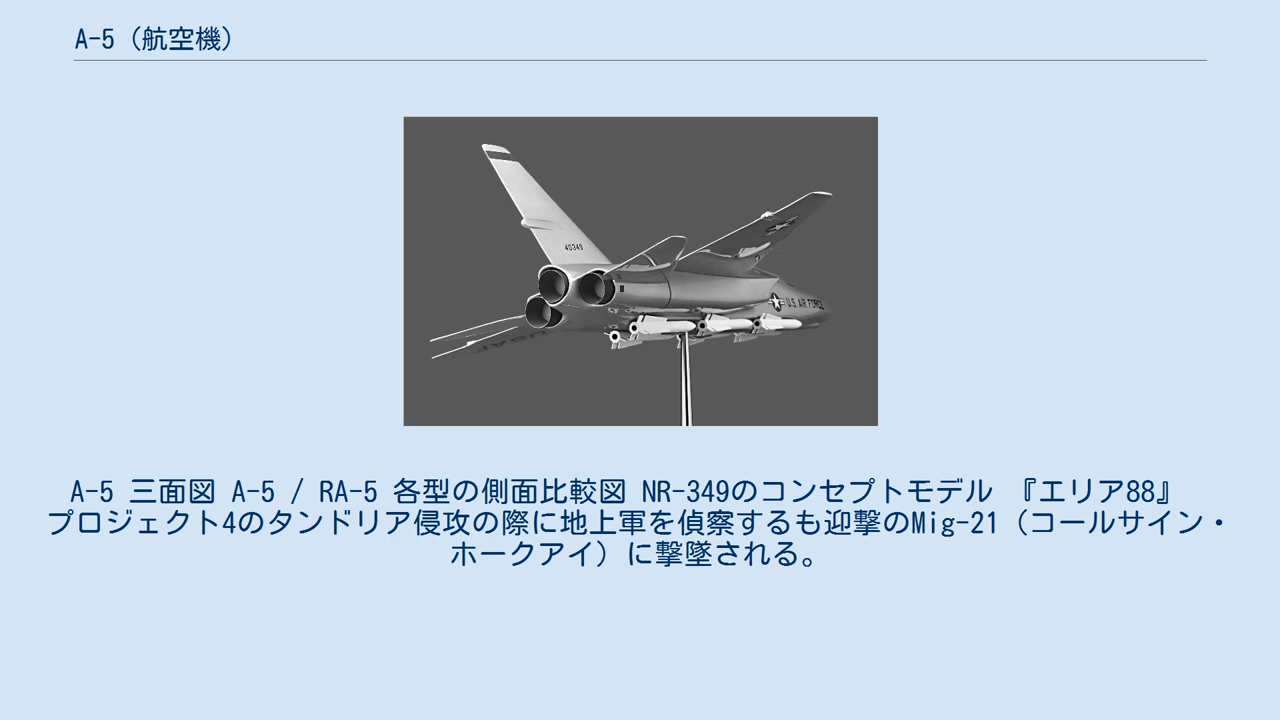 A-5（航空機）
40349
U.S. AIR FORCE
USAF
A-5 三面図 A-5 / RA-5 各型の側面比較図 NR-349のコンセプトモデル 『エリア88』
プロジェクト4のタンドリア侵攻の際に地上軍を偵察するも迎撃のMig-21（コールサイン・
ホークアイ）に撃墜される。